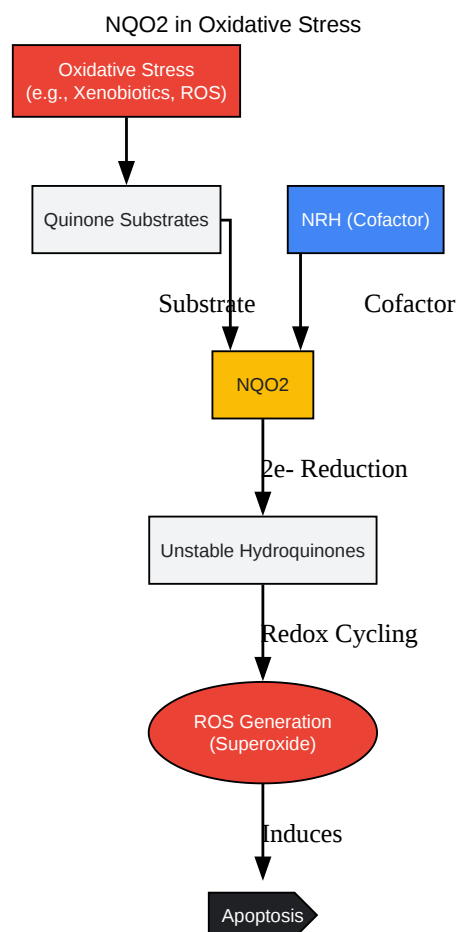 NQO2 in Oxidative Stress
Oxidative Stress
(e.g., Xenobiotics, ROS)
Quinone Substrates
NRH (Cofactor)
Substrate
Cofactor
NQO2
2e- Reduction
Unstable Hydroquinones
Redox Cycling
ROS Generation
(Superoxide)
Induces
Apoptosis